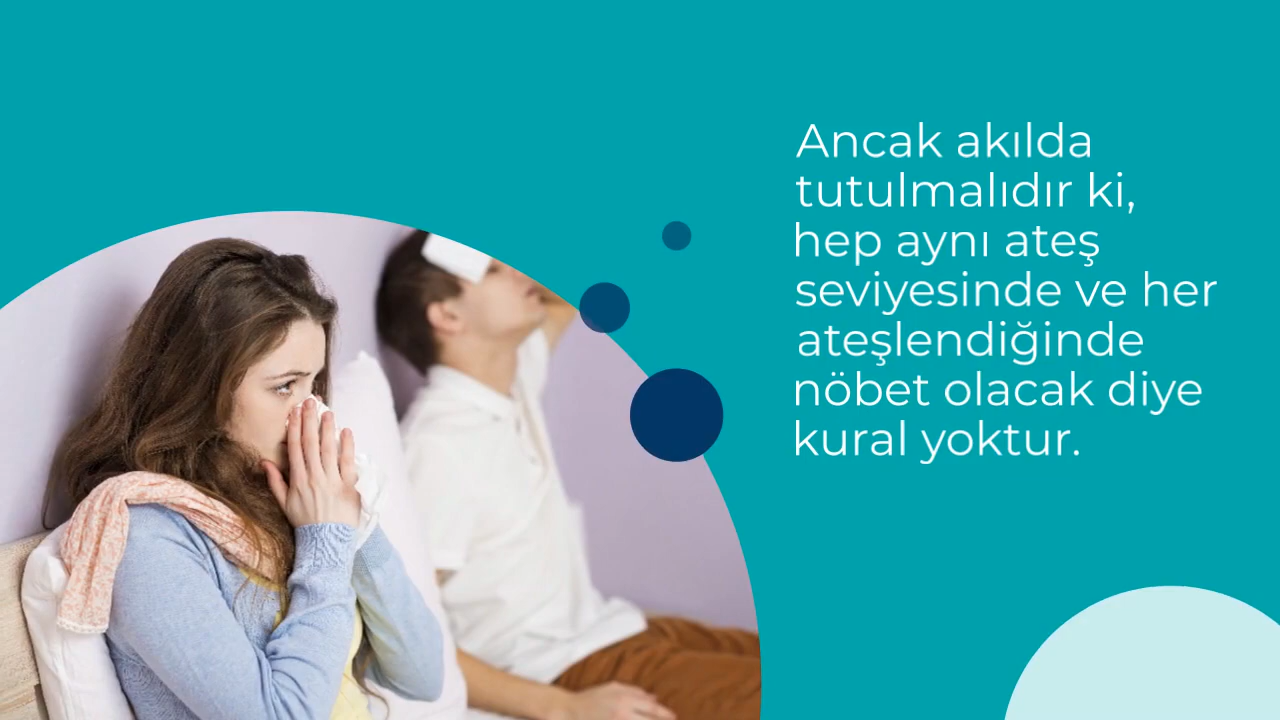 Ancak akılda
tutulmalıdır ki,
hep aynı ateş
seviyesinde ve her
ateşlendiğinde
nöbet olacak diye
kural yoktur.